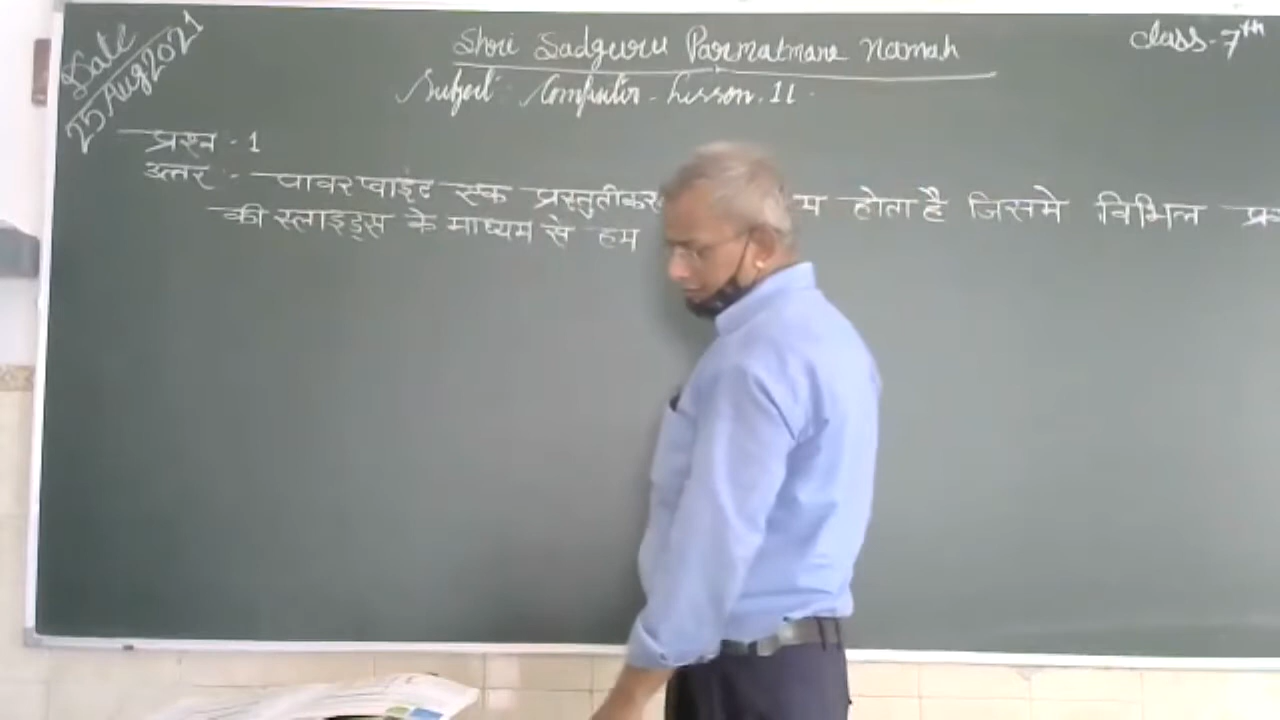 Date
25 Aug 2021
Shri Sadguru Parmatmane Namah
Class - 7th
Subject Computer - Lesson. 11
प्रश्न - 1
उत्तर :- पावर प्वाइंट एक प्रस्तुतीकर म होता है जिसमे विभिन्न प्र
की स्लाइड्स के माध्यम से हम